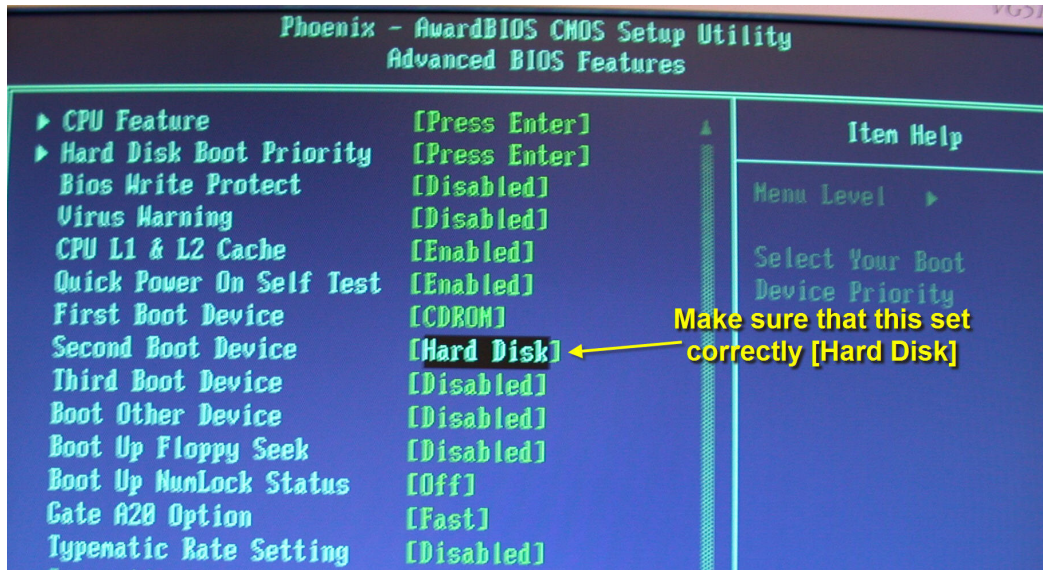 Phoenix - AwardBIOS CMOS Setup Utility
Advanced BIOS Features
CPU Feature [Press Enter]
Hard Disk Boot Priority [Press Enter]
Bios Write Protect [Disabled]
Virus Warning [Disabled]
CPU L1 & L2 Cache [Enabled]
Quick Power On Self Test [Enabled]
First Boot Device [CDROM]
Second Boot Device [Hard Disk]
Third Boot Device [Disabled]
Boot Other Device [Disabled]
Boot Up Floppy Seek [Disabled]
Boot Up NumLock Status [Off]
Gate A20 Option [Fast]
Typematic Rate Setting [Disabled]
Item Help
Menu Level
Select Your Boot
Device Priority
Make sure that this set
correctly [Hard Disk]